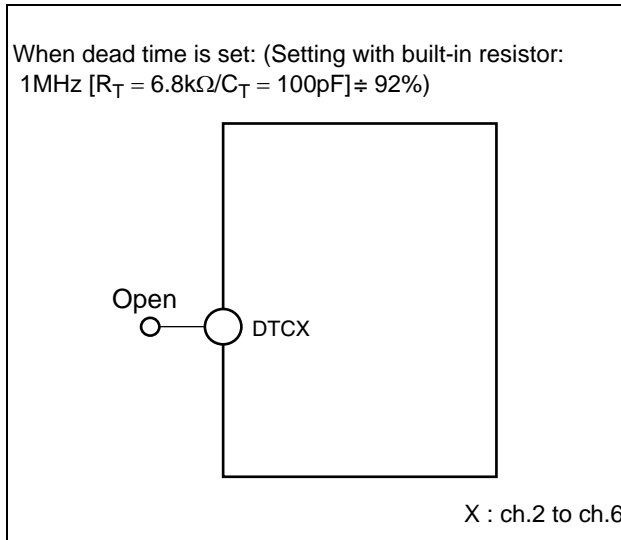 When dead time is set: (Setting with built-in resistor:
1MHz [R_T = 6.8kΩ/C_T = 100pF]≑ 92%)
Open
DTCX
X : ch.2 to ch.6